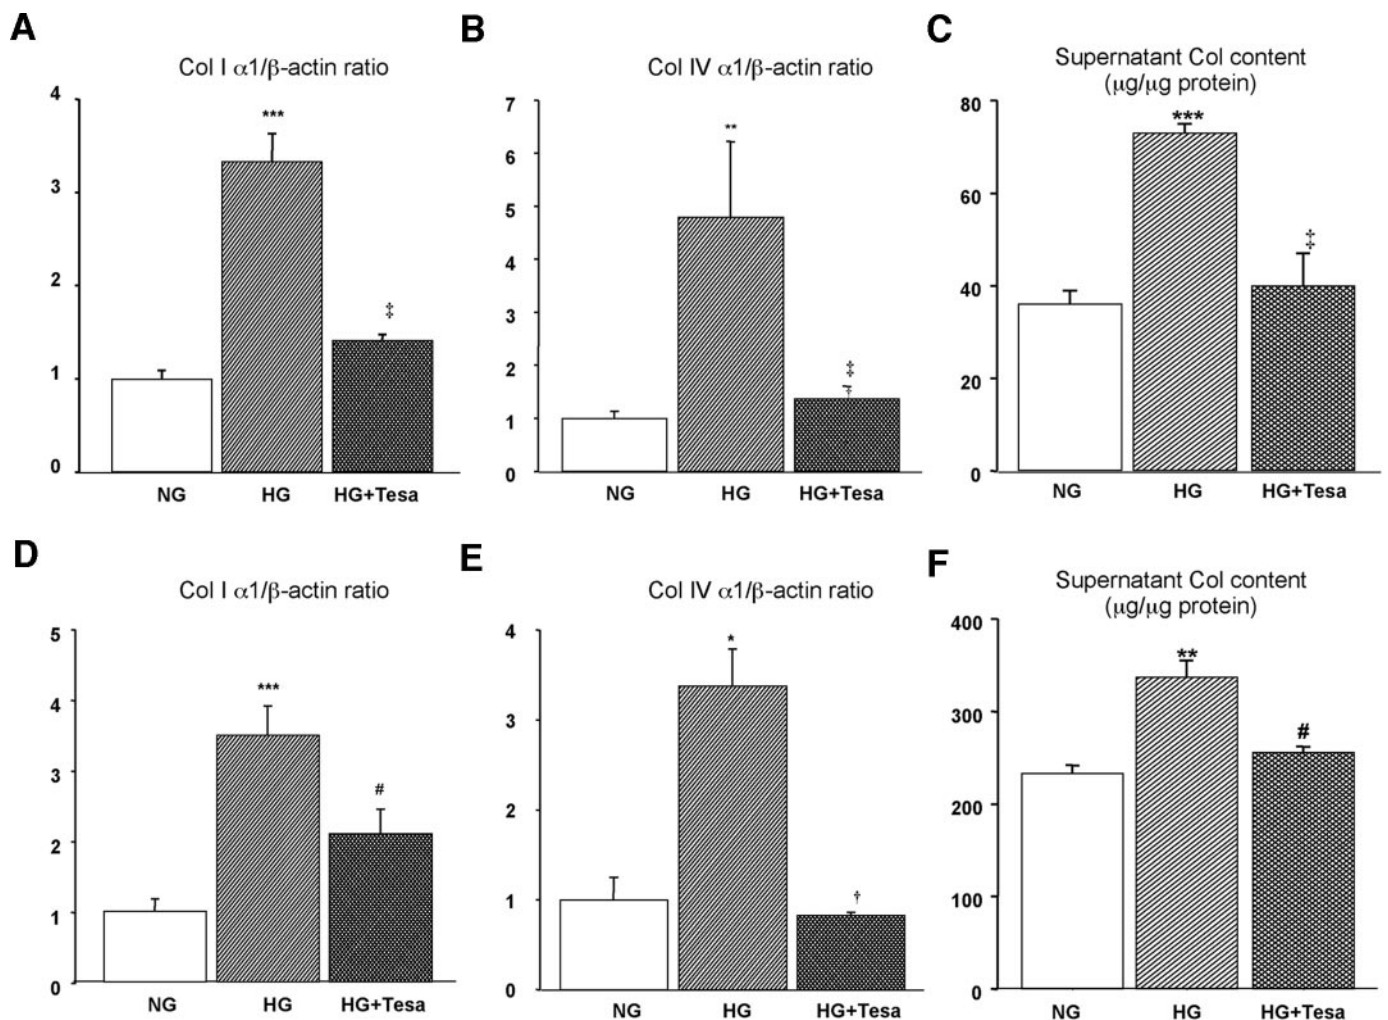 A
Col I α1/β-actin ratio
4
3
2
1
0
***
‡
NG HG HG+Tesa
B
Col IV α1/β-actin ratio
7
6
5
4
3
2
1
0
**
‡
†
NG HG HG+Tesa
C
Supernatant Col content
(μg/μg protein)
80
60
40
20
0
***
‡
NG HG HG+Tesa
D
Col I α1/β-actin ratio
5
4
3
2
1
0
***
#
NG HG HG+Tesa
E
Col IV α1/β-actin ratio
4
3
2
1
0
*
†
NG HG HG+Tesa
F
Supernatant Col content
(μg/μg protein)
400
300
200
100
0
**
#
NG HG HG+Tesa